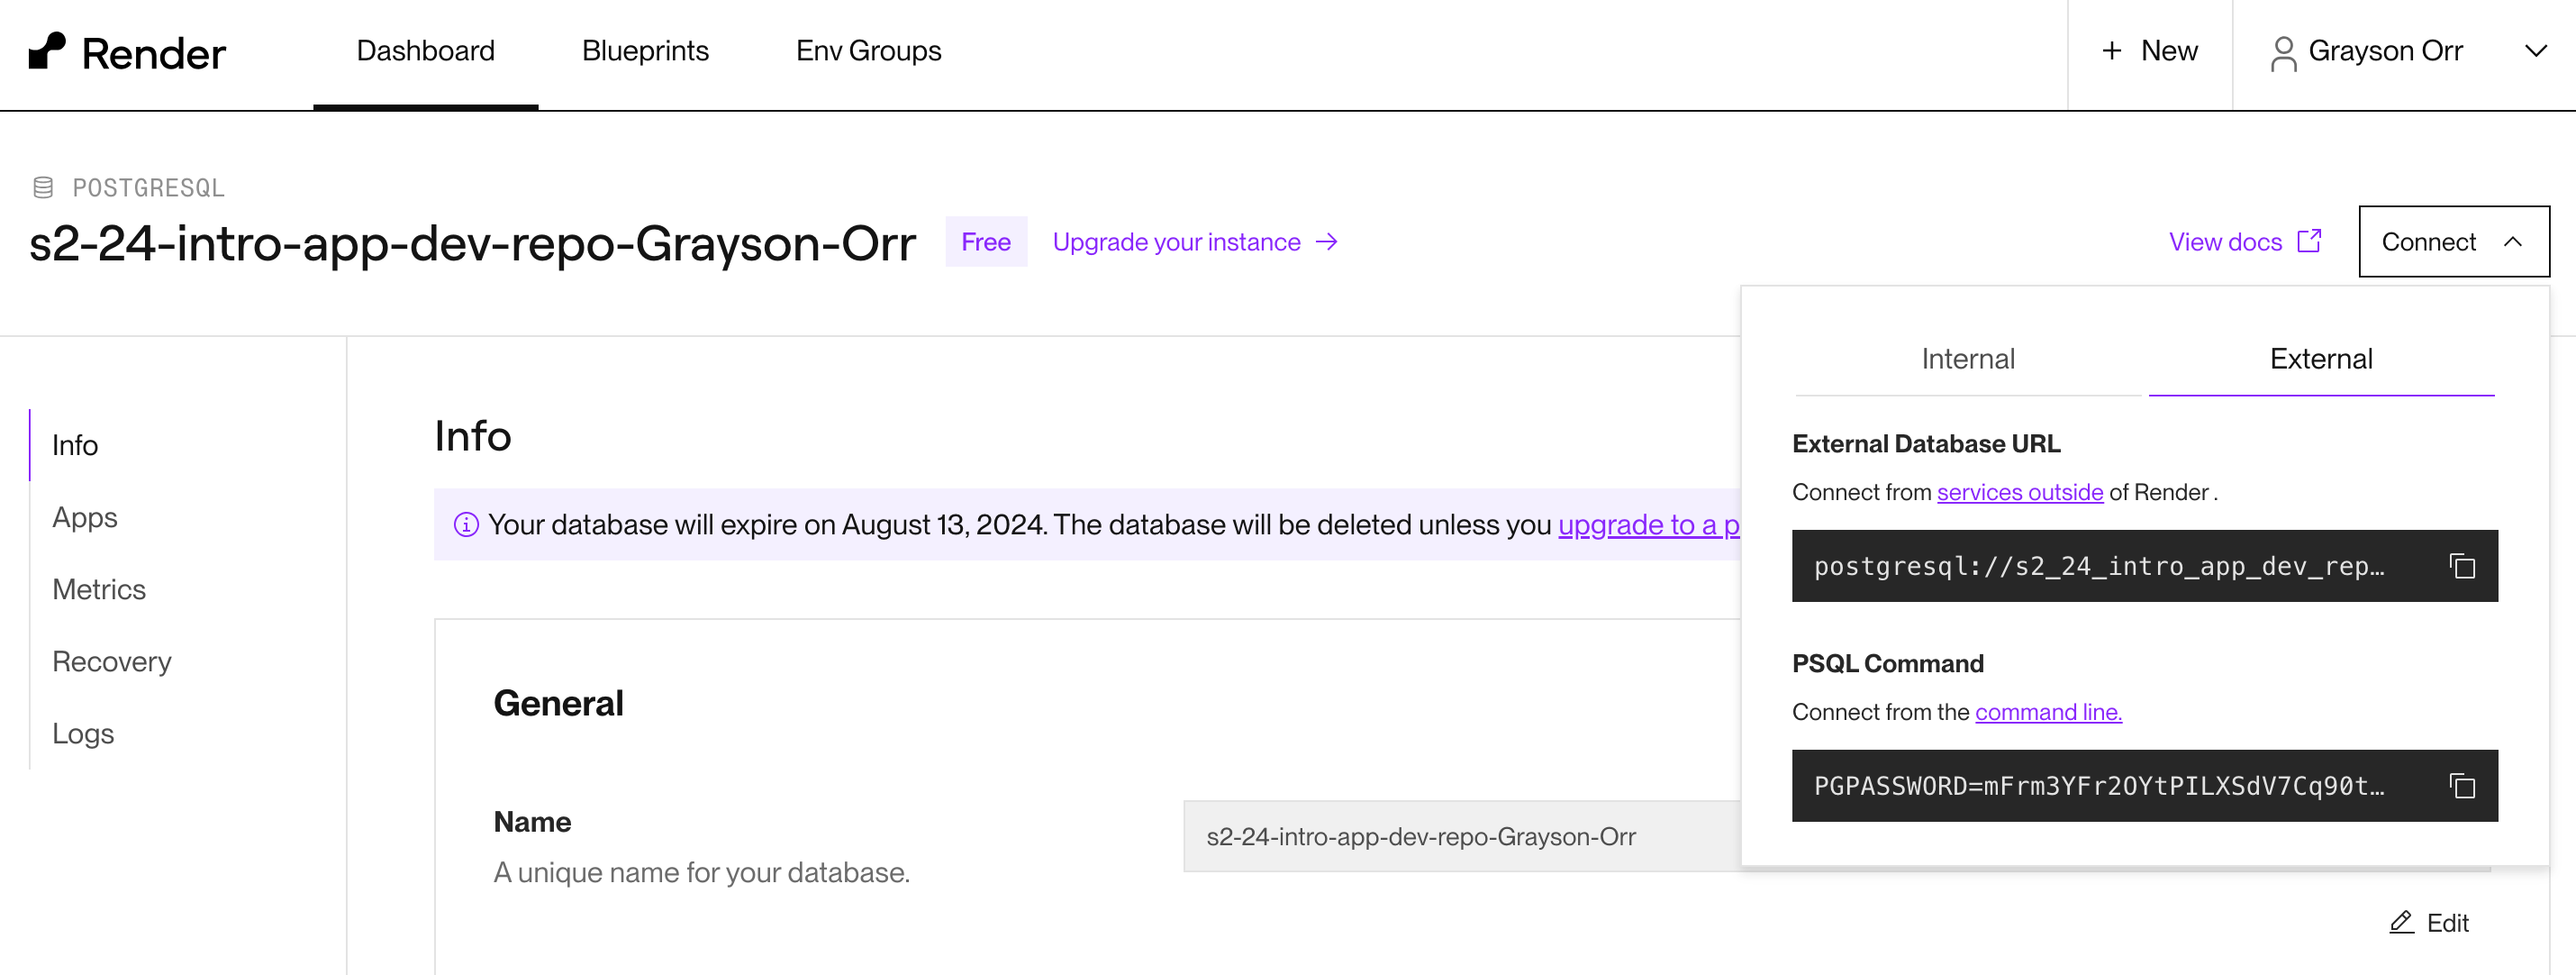 Render
Dashboard
Blueprints
Env Groups
+ New
Grayson Orr
POSTGRESQL
s2-24-intro-app-dev-repo-Grayson-Orr
Free
Upgrade your instance →
View docs
Connect
Internal
External
External Database URL
Connect from services outside of Render .
postgresql://s2_24_intro_app_dev_rep…
PSQL Command
Connect from the command line.
PGPASSWORD=mFrm3YFr2OYtPILXSdV7Cq90t…
Info
Apps
Metrics
Recovery
Logs
Info
Your database will expire on August 13, 2024. The database will be deleted unless you upgrade to a p
General
Name
A unique name for your database.
s2-24-intro-app-dev-repo-Grayson-Orr
Edit